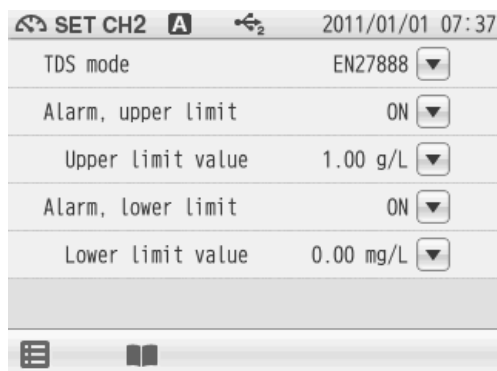 SET CH2 A 2 2011/01/01 07:37
TDS mode EN27888
Alarm, upper limit ON
Upper limit value 1.00 g/L
Alarm, lower limit ON
Lower limit value 0.00 mg/L